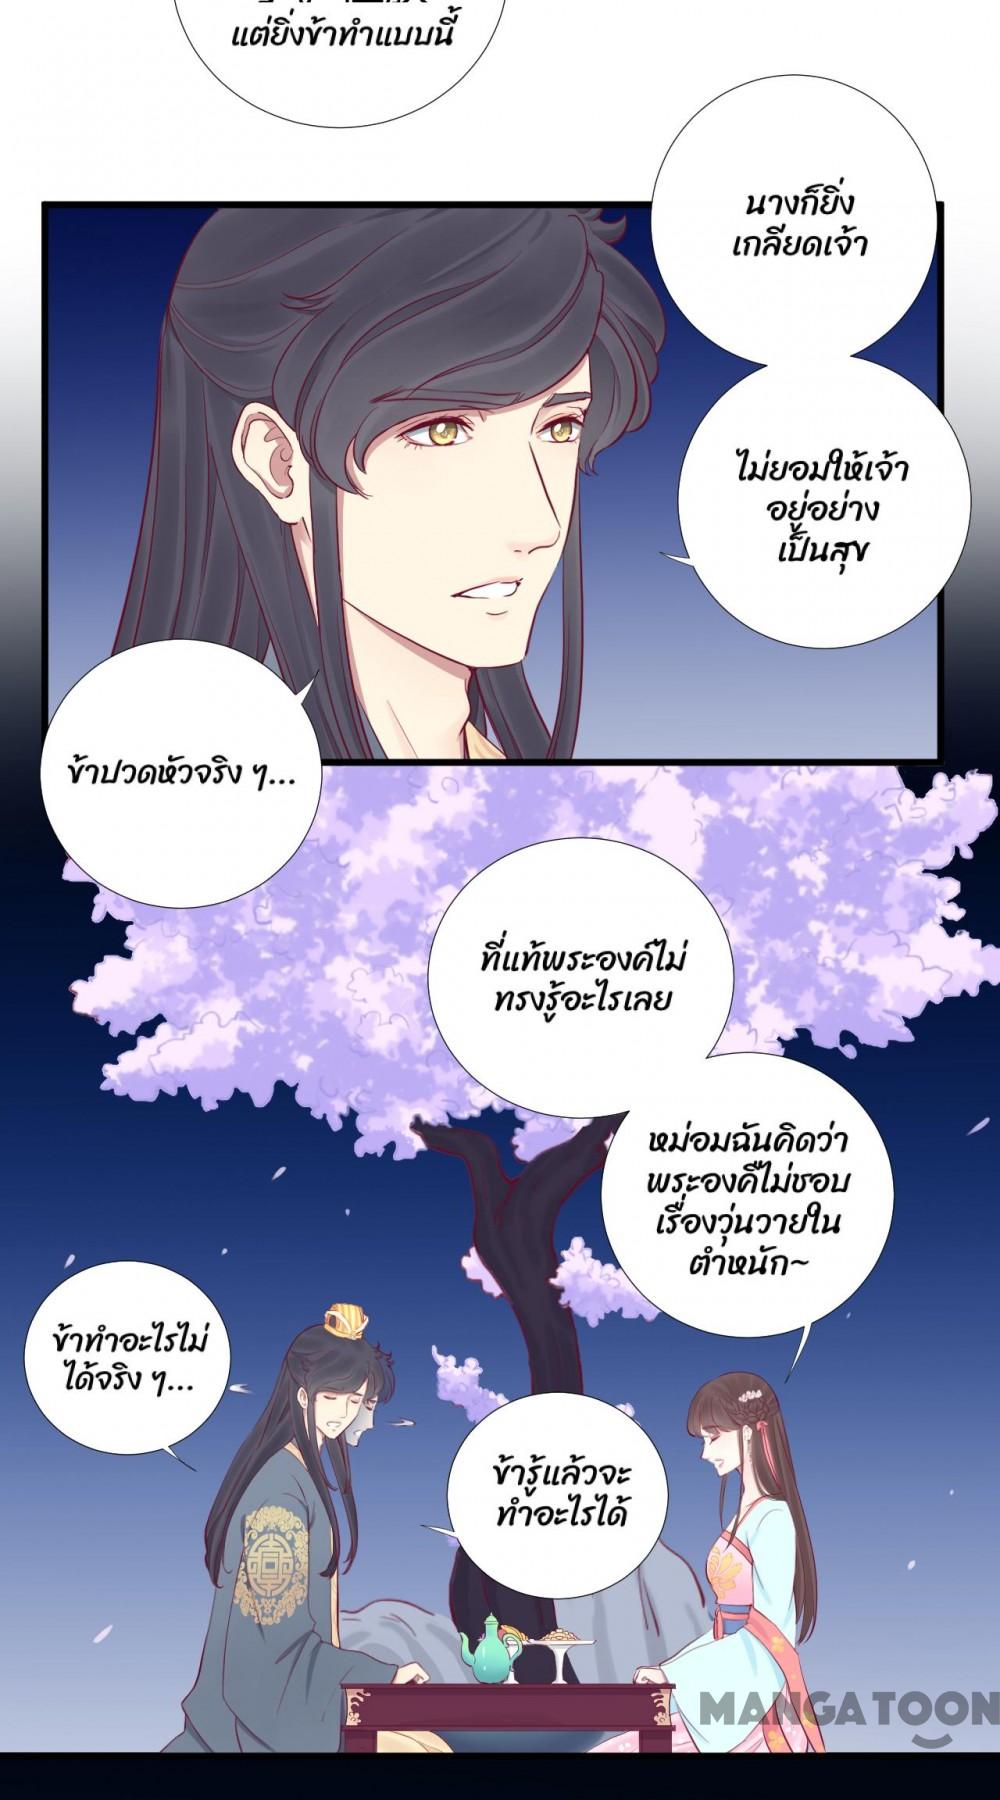 แต่ยิ่งข้าทำแบบนี้
นางก็ยิ่ง
เกลียดเจ้า
ไม่ยอมให้เจ้า
อยู่อย่าง
เป็นสุข
ข้าปวดหัวจริง ๆ...
ที่แท้พระองค์ไม่
ทรงรู้อะไรเลย
หม่อมฉันคิดว่า
พระองคืไม่ชอบ
เรื่องวุ่นวายใน
ตำหนัก~
ข้าทำอะไรไม่
ได้จริง ๆ...
ข้ารู้แล้วจะ
ทำอะไรได้
MANGATOON